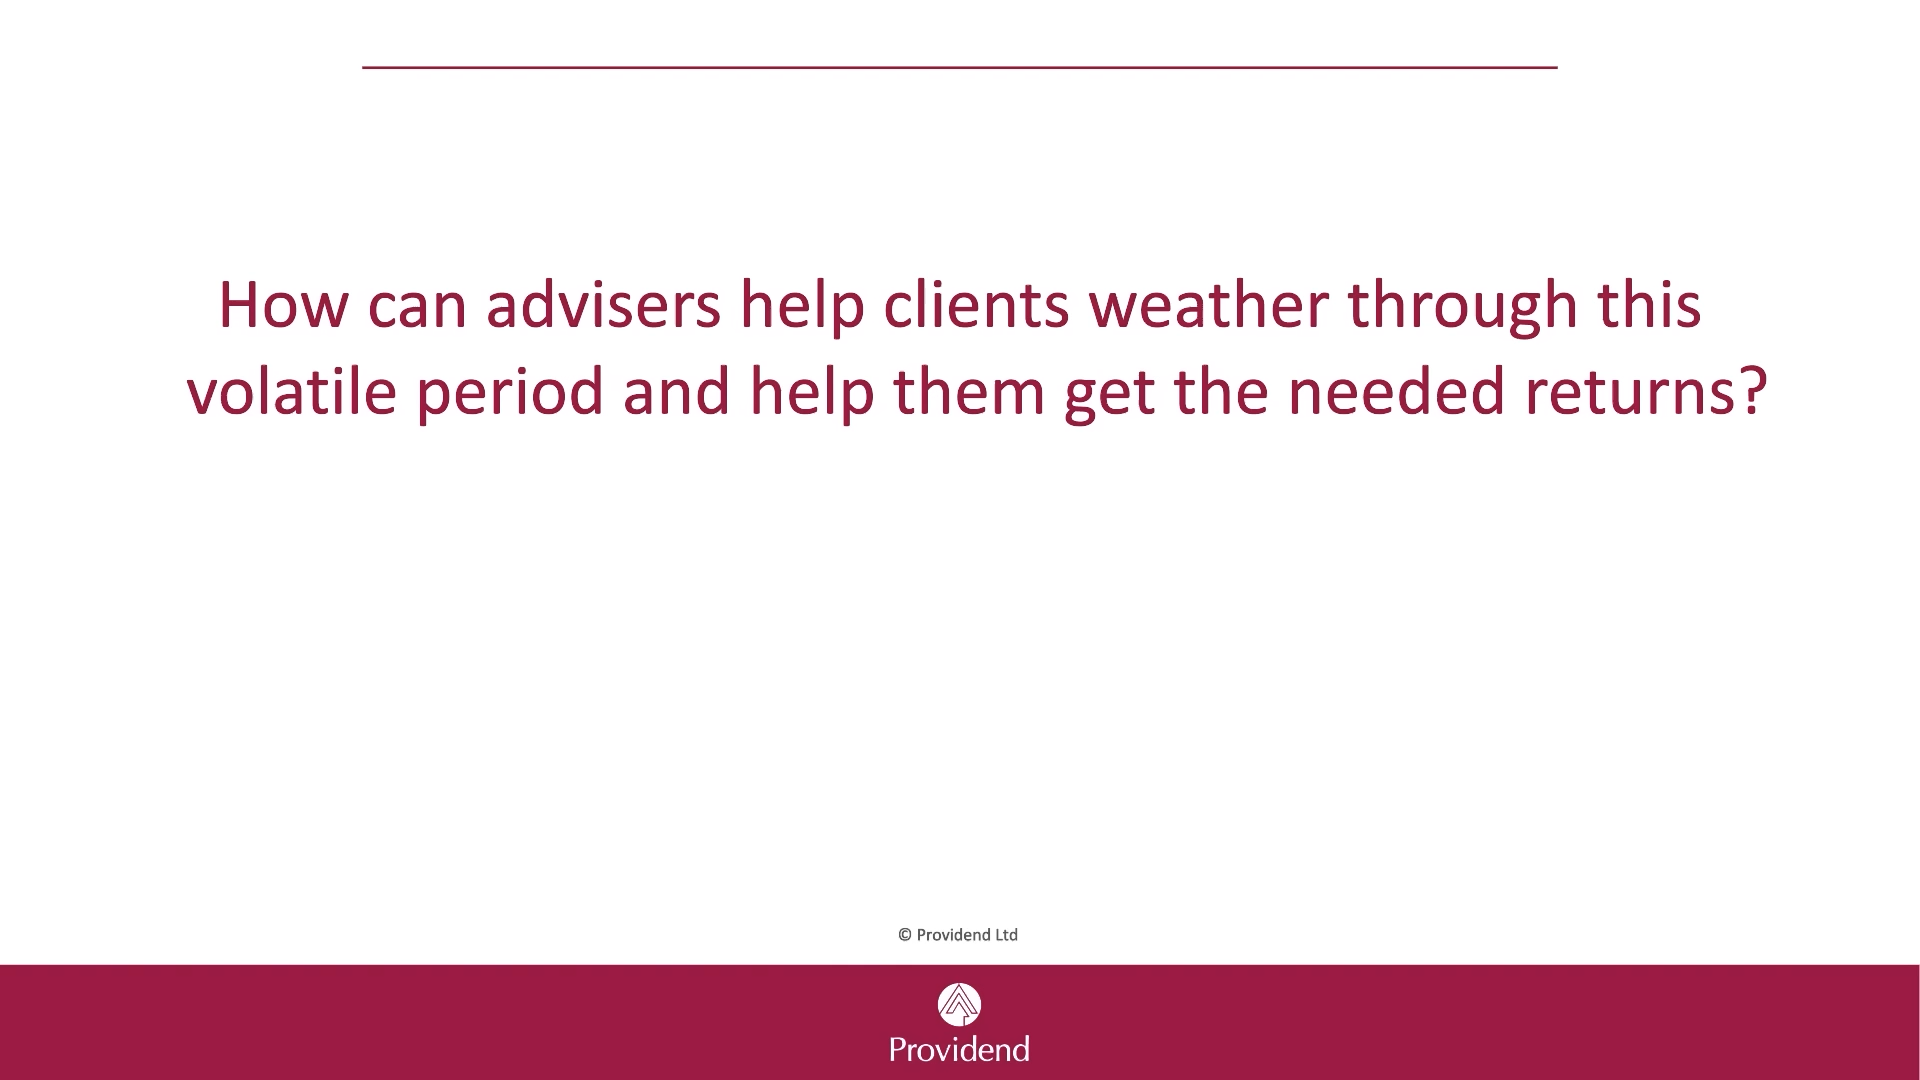 How can advisers help clients weather through this
volatile period and help them get the needed returns?
© Providend Ltd
Providend